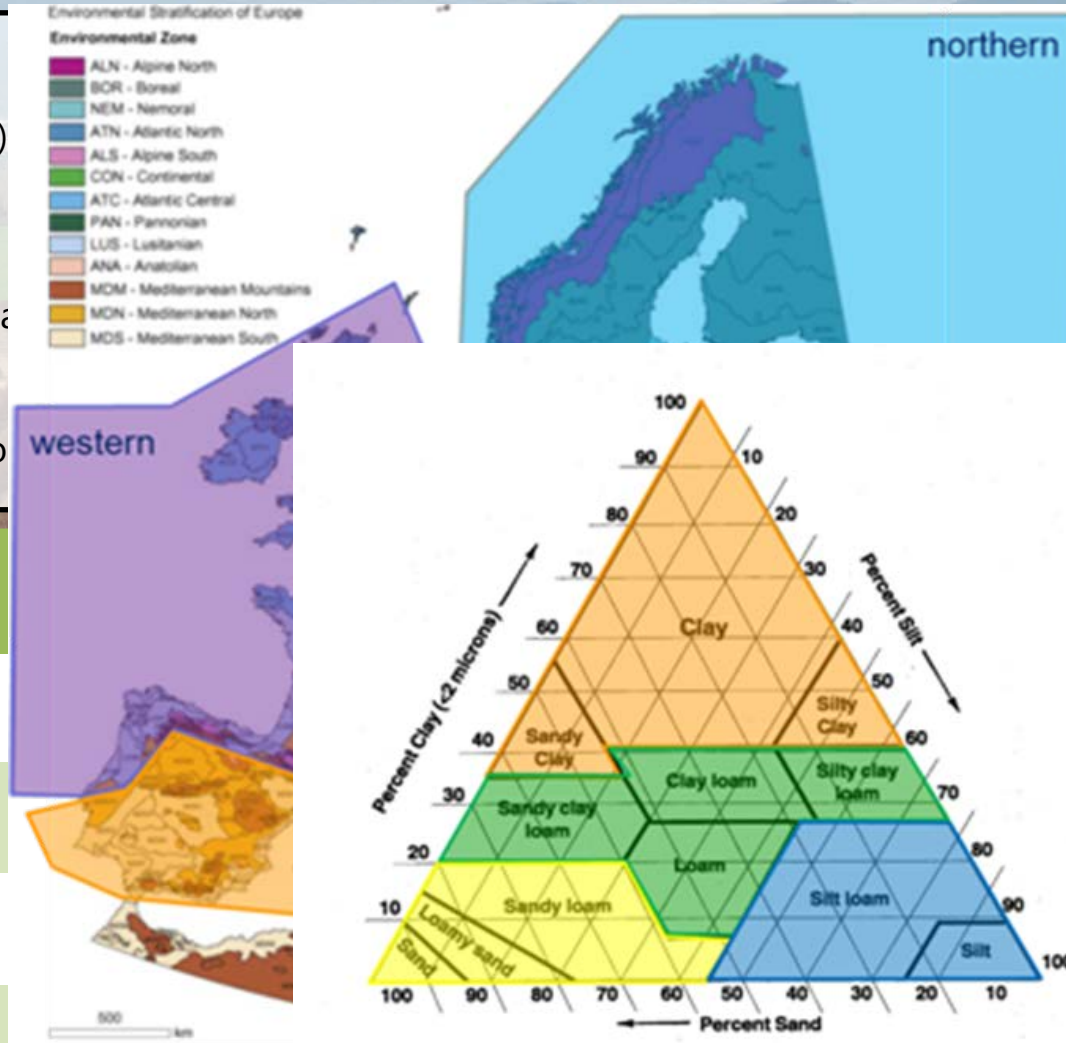 Environmental Stratification of Europe
Environmental Zone
ALN - Alpine North
BOR - Boreal
NEM - Nemoral
ATN - Atlantic North
ALS - Alpine South
CON - Continental
ATC - Atlantic Central
PAN - Pannonian
LUS - Lusitanian
ANA - Anatolian
MDM - Mediterranean Mountains
MDN - Mediterranean North
MDS - Mediterranean South
northern
western
500
km
)
100
90
80
70
60
50
40
30
20
10
Percent Clay (<2 microns)
10
20
30
40
50
60
70
80
90
100
Percent Silt
Clay
Silty
Clay
Sandy
Clay
Clay loam
Silty clay
loam
Sandy clay
loam
Loam
Sandy loam
Silt loam
Loamy sand
Sand
Silt
100 90 80 70 60 50 40 30 20 10
Percent Sand